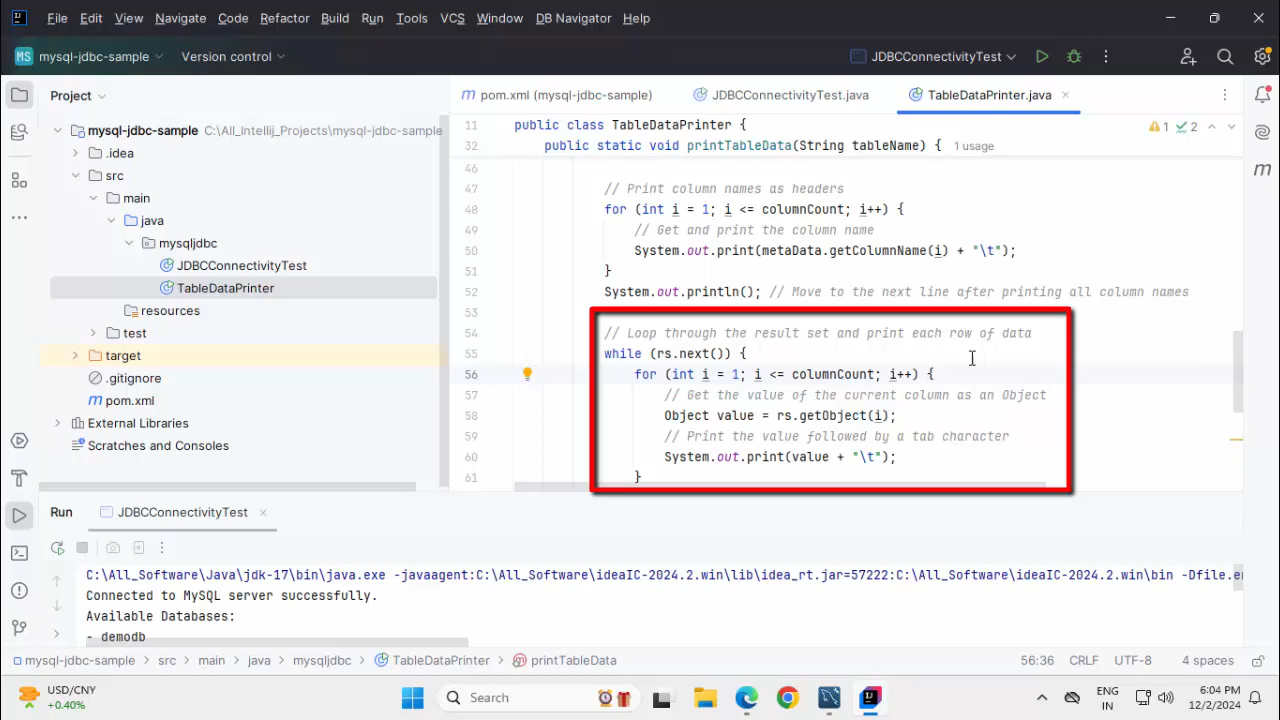 File Edit View Navigate Code Refactor Build Run Tools VCS Window DB Navigator Help
MS mysql-jdbc-sample Version control JDBCConnectivityTest
Project
pom.xml (mysql-jdbc-sample) JDBCConnectivityTest.java TableDataPrinter.java
mysql-jdbc-sample C:\All_Intellij_Projects\mysql-jdbc-sample
.idea
src
main
java
mysqljdbc
JDBCConnectivityTest
TableDataPrinter
resources
test
target
.gitignore
pom.xml
External Libraries
Scratches and Consoles
11 public class TableDataPrinter { 1 2
32 public static void printTableData(String tableName) { 1 usage
46
47 // Print column names as headers
48 for (int i = 1; i <= columnCount; i++) {
49 // Get and print the column name
50 System.out.print(metaData.getColumnName(i) + "\t");
51 }
52 System.out.println(); // Move to the next line after printing all column names
53
54 // Loop through the result set and print each row of data
55 while (rs.next()) {
56 for (int i = 1; i <= columnCount; i++) {
57 // Get the value of the current column as an Object
58 Object value = rs.getObject(i);
59 // Print the value followed by a tab character
60 System.out.print(value + "\t");
61 }
Run JDBCConnectivityTest
C:\All_Software\Java\jdk-17\bin\java.exe -javaagent:C:\All_Software\ideaIC-2024.2.win\lib\idea_rt.jar=57222:C:\All_Software\ideaIC-2024.2.win\bin -Dfile.e
Connected to MySQL server successfully.
Available Databases:
- demodb
mysql-jdbc-sample > src > main > java > mysqljdbc > TableDataPrinter > printTableData 56:36 CRLF UTF-8 4 spaces
USD/CNY
+0.40%
Search
ENG
IN
6:04 PM
12/2/2024